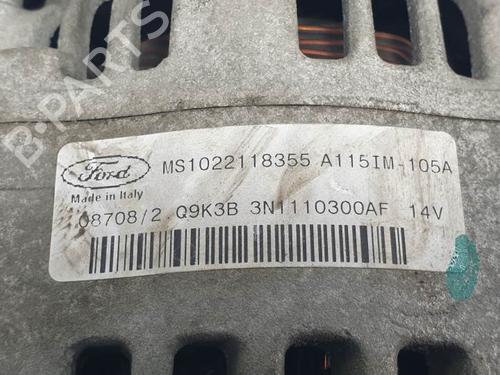 B-PARTS
Ford
MS1022118355 A115IM-105A
Made in Italy
08708/2 Q9K3B 3N1110300AF 14V